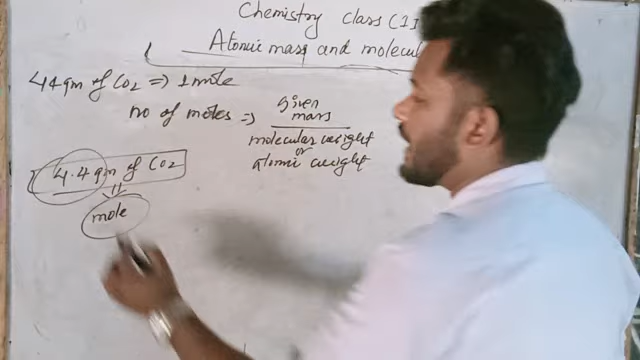 Chemistry class (11
Atomic mass and molecul
44gm of CO2 => 1mole
no of moles => given mass
molecular weight
or
atomic weight
4.4gm of CO2
mole